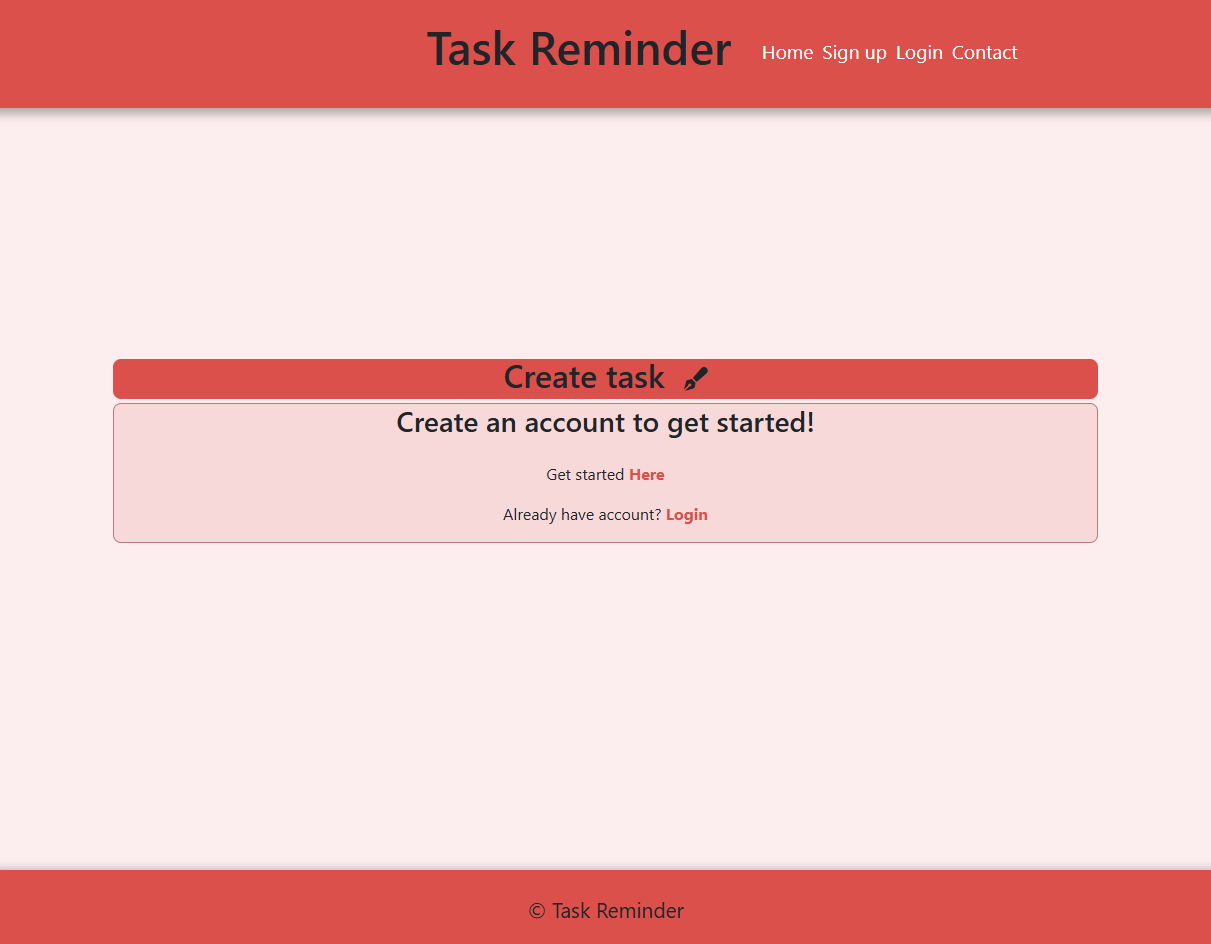 Task Reminder Home Sign up Login Contact
Create task
Create an account to get started!
Get started Here
Already have account? Login
© Task Reminder